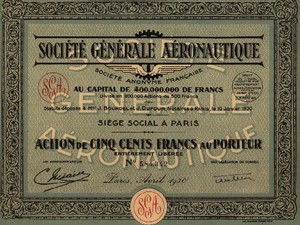 SOCIÉTÉ GÉNÉRALE AÉRONAUTIQUE
SOCIÉTÉ ANONYME FRANÇAISE
AU CAPITAL DE 400.000.000 DE FRANCS
SIÈGE SOCIAL À PARIS
ACTION DE CINQ CENTS FRANCS AU PORTEUR
ENTIÈREMENT LIBÉRÉE
Paris, Avril 1930
SGA